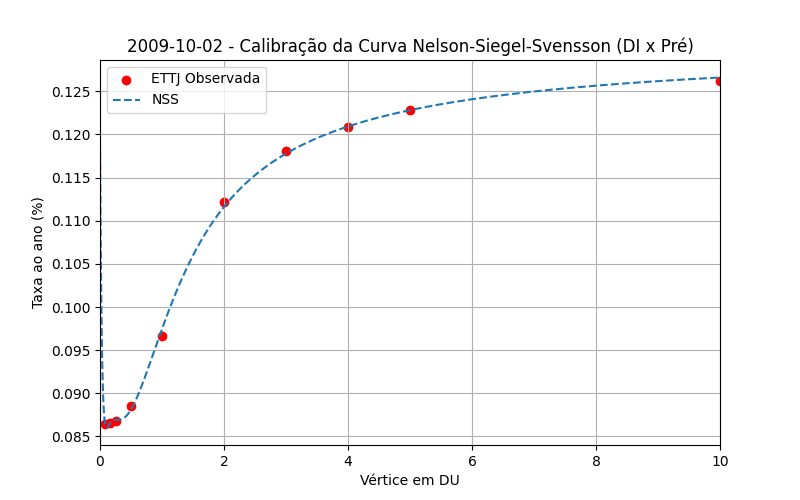 2009-10-02 - Calibração da Curva Nelson-Siegel-Svensson (DI x Pré)
ETTJ Observada
NSS
Taxa ao ano (%)
0.125
0.120
0.115
0.110
0.105
0.100
0.095
0.090
0.085
0 2 4 6 8 10
Vértice em DU